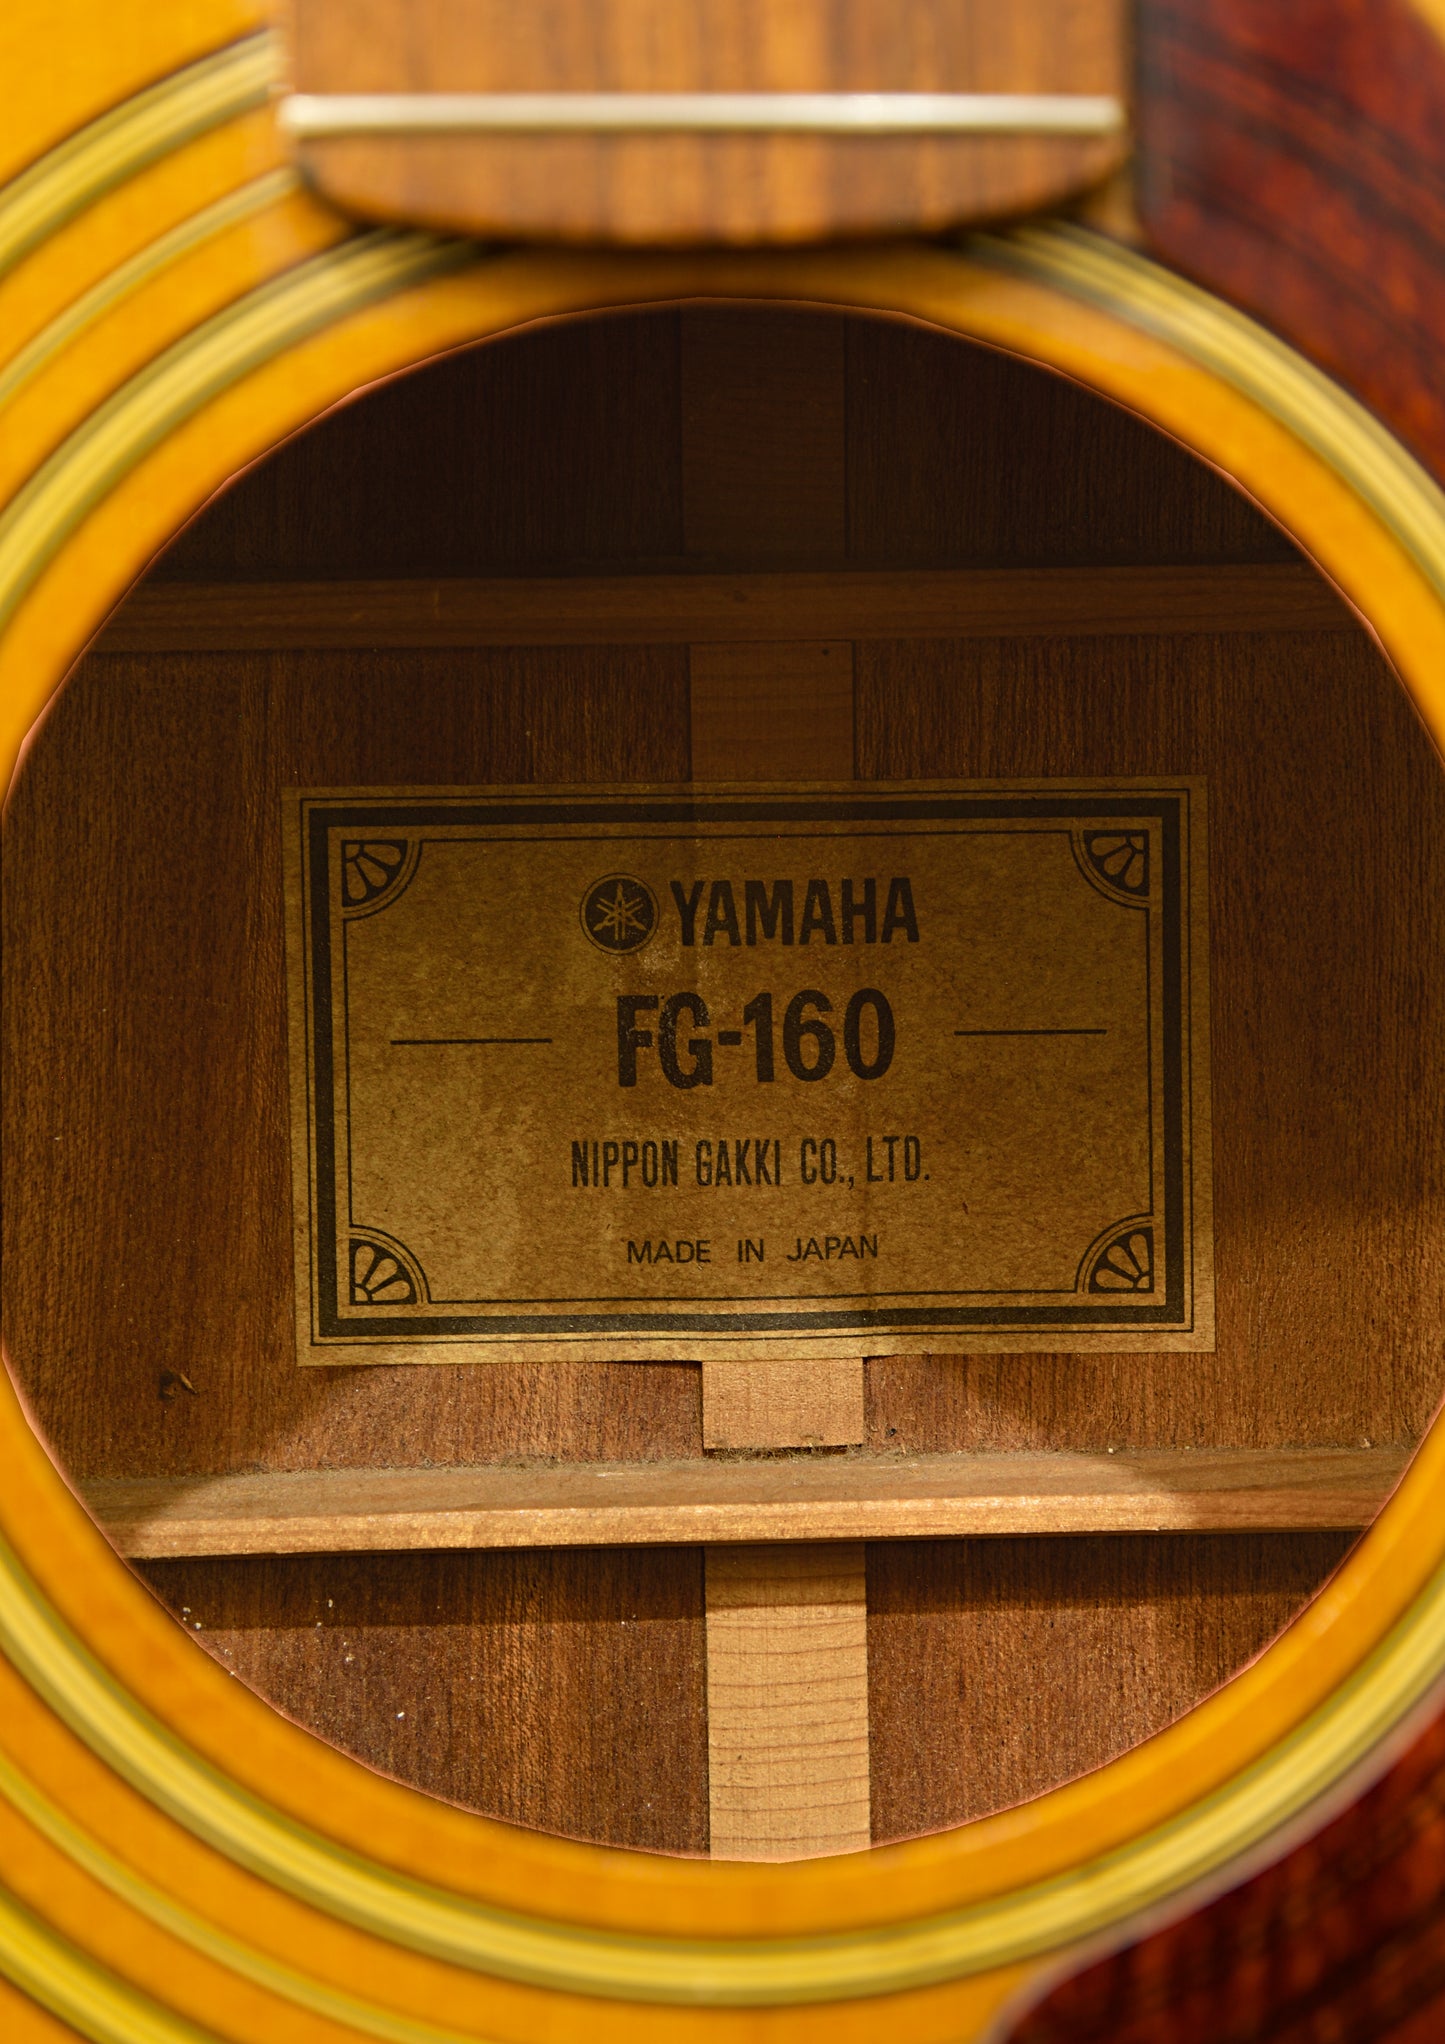 YAMAHA
FG-160
NIPPON GAKKI CO., LTD.
MADE IN JAPAN